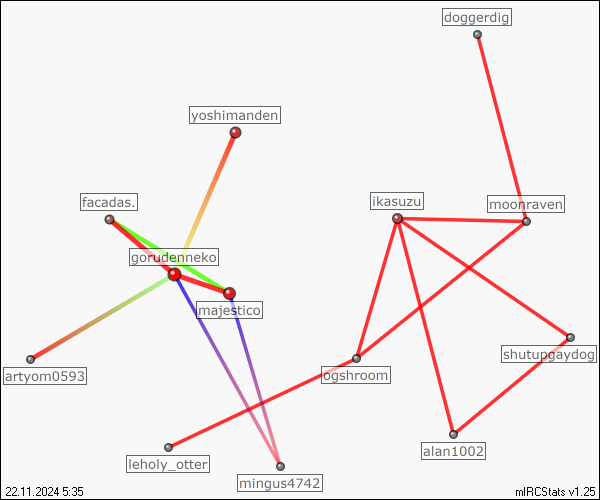 doggerdig
yoshimanden
facadas.
ikasuzu
moonraven
gorudenneko
majestico
shutupgaydog
artyom0593
ogshroom
alan1002
leholy_otter
mingus4742
22.11.2024 5:35
mIRCStats v1.25